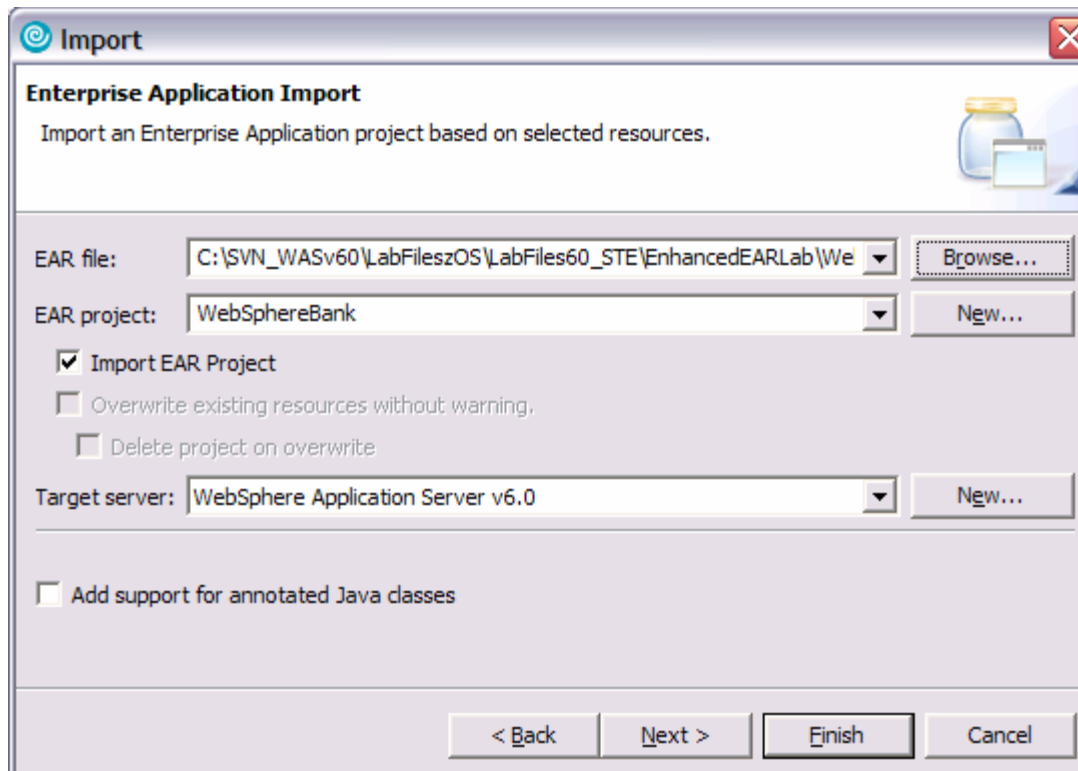 Import
Enterprise Application Import
Import an Enterprise Application project based on selected resources.
EAR file: C:\SVN_WASv60\LabFileszOS\LabFiles60_STE\EnhancedEARLab\We Browse...
EAR project: WebSphereBank New...
Import EAR Project
Overwrite existing resources without warning.
Delete project on overwrite
Target server: WebSphere Application Server v6.0 New...
Add support for annotated Java classes
< Back Next > Finish Cancel